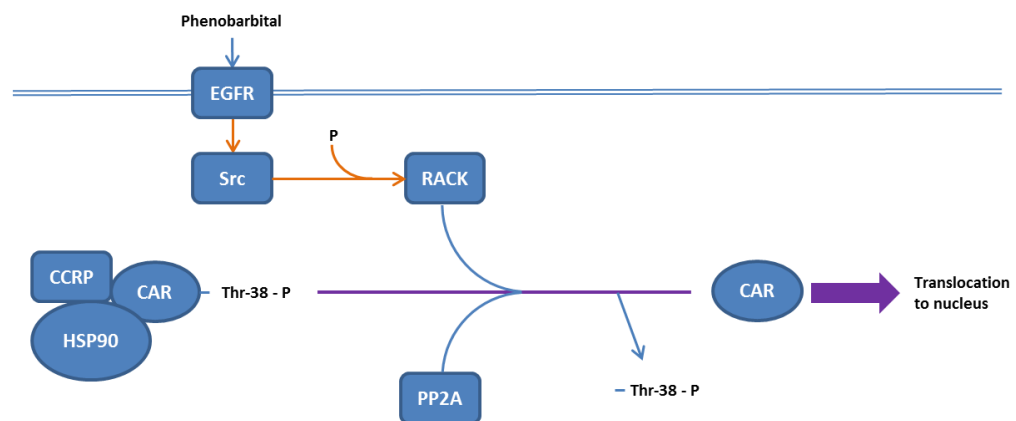 Phenobarbital
EGFR
P
Src
RACK
CCRP
CAR
- Thr-38 - P
HSP90
CAR
Translocation
to nucleus
PP2A
- Thr-38 - P